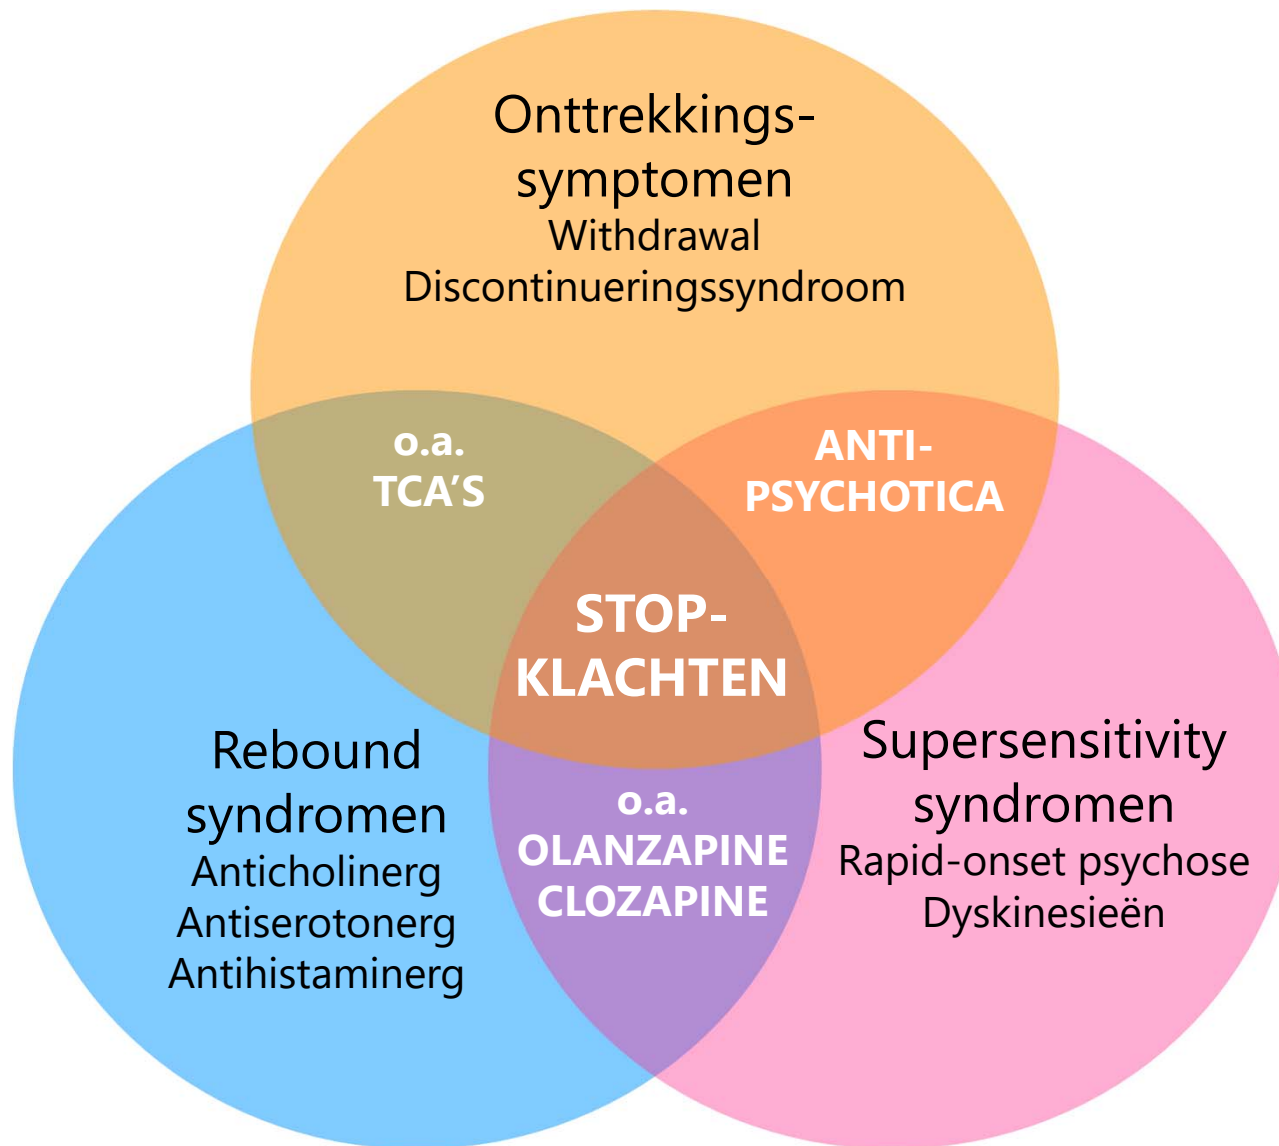 Onttrekkings-
symptomen
Withdrawal
Discontinueringssyndroom
o.a.
TCA'S
ANTI-
PSYCHOTICA
STOP-
KLACHTEN
Rebound
syndromen
Anticholinerg
Antiserotonerg
Antihistaminerg
o.a.
OLANZAPINE
CLOZAPINE
Supersensitivity
syndromen
Rapid-onset psychose
Dyskinesieën